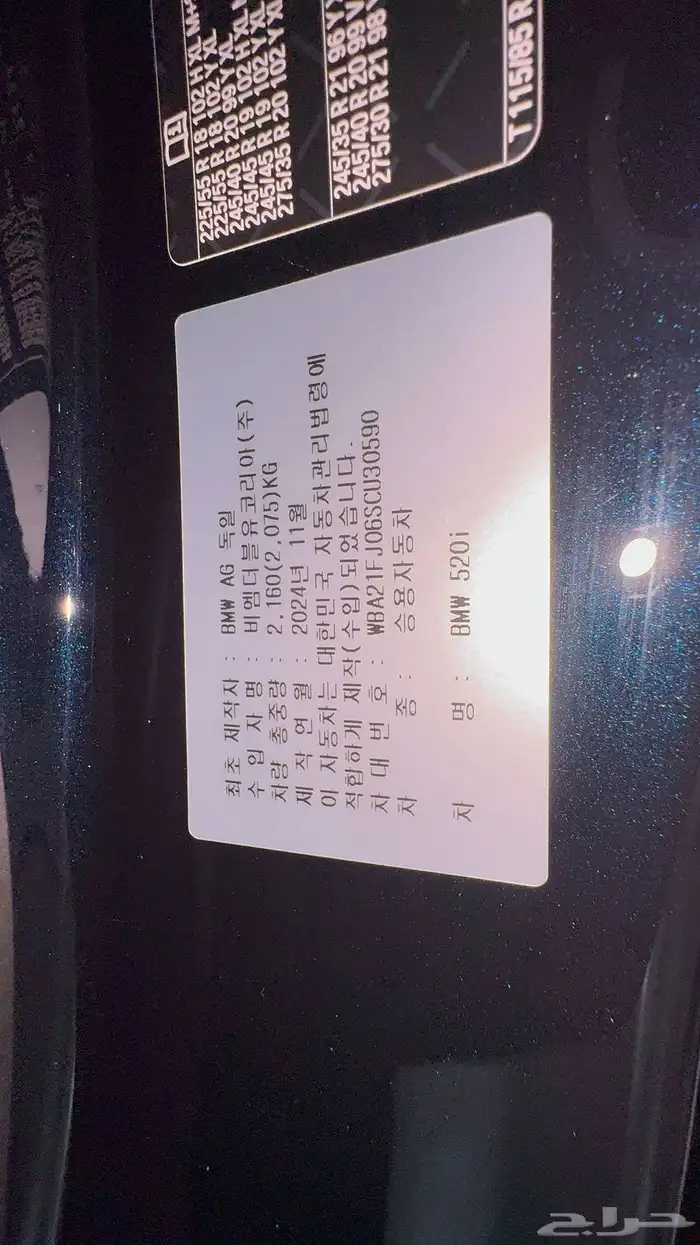 225/55 R 18 102 H XL M+S
225/55 R 18 102 Y XL
245/40 R 20 99 Y XL
245/45 R 19 102 H XL
245/45 R 19 102 Y XL
275/35 R 20 102 Y XL
245/35 R 21 96 Y
245/40 R 20 99
275/30 R 21 98 Y
T 115/85 R
최초 제작자 : BMW AG 독일
수 입 자 명 : 비엠더블유코리아(주)
차량 총중량 : 2,160(2,075)KG
제 작 연 월 : 2024년 11월
이 자동차는 대한민국 자동차관리법령에
적합하게 제작(수입)되었습니다.
차 대 번 호 : WBA21FJ06SCU30590
차 종 : 승용자동차
차 명 : BMW 520i
حراج